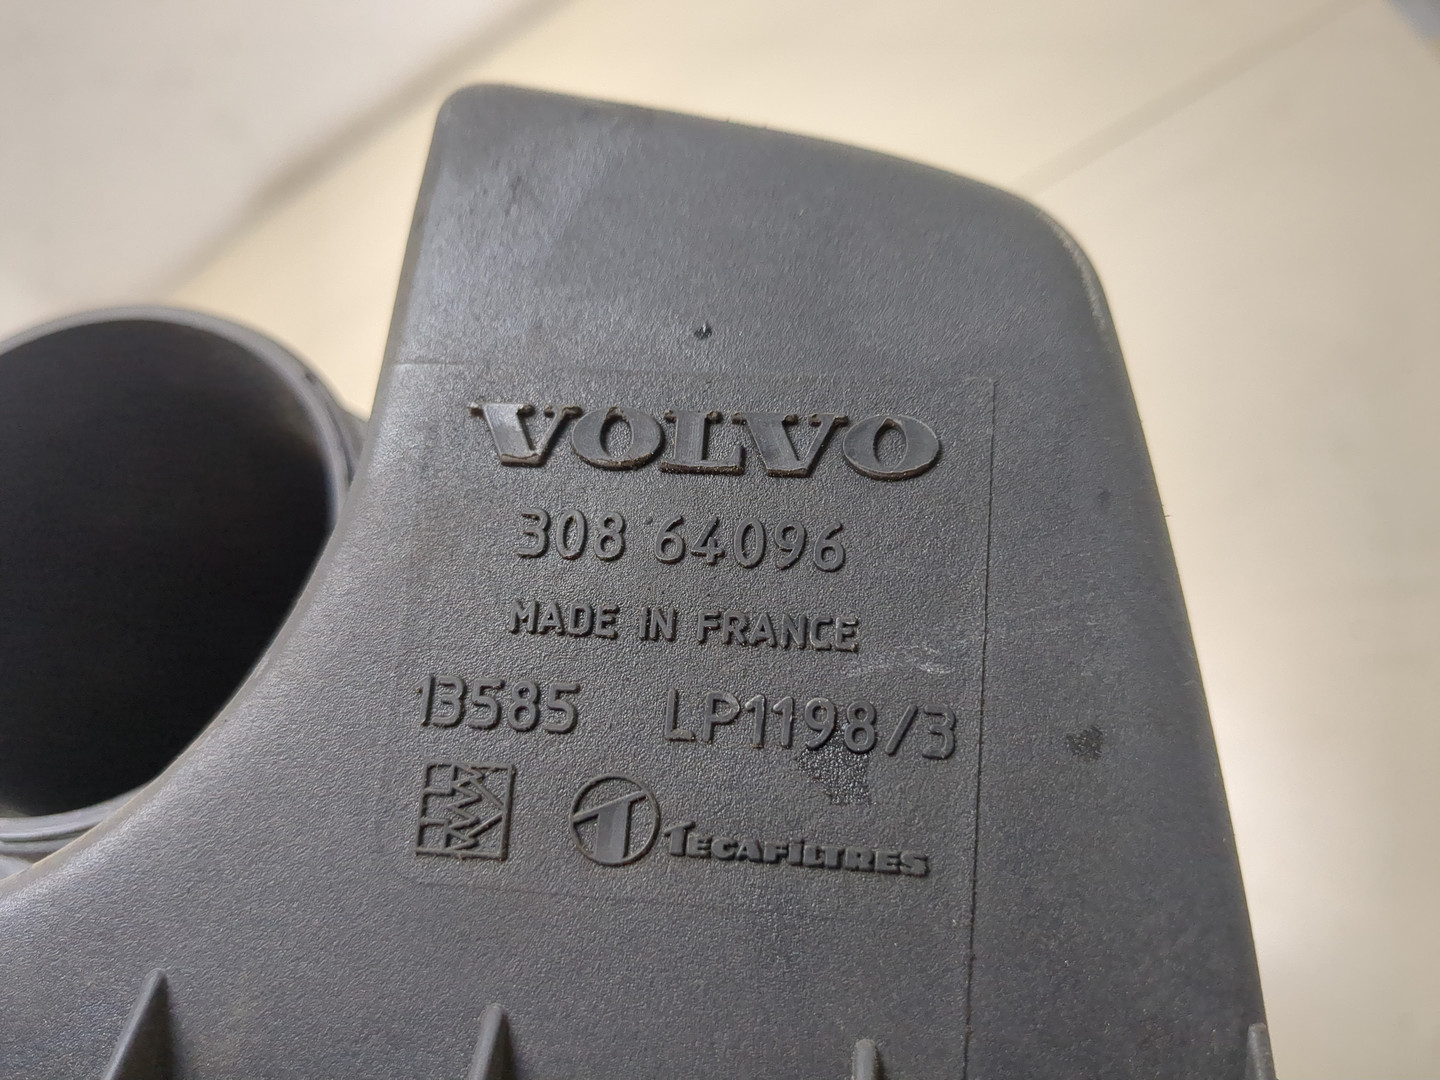 VOLVO
308 64096
MADE IN FRANCE
13585 LP1198/3
TECAFILTRES